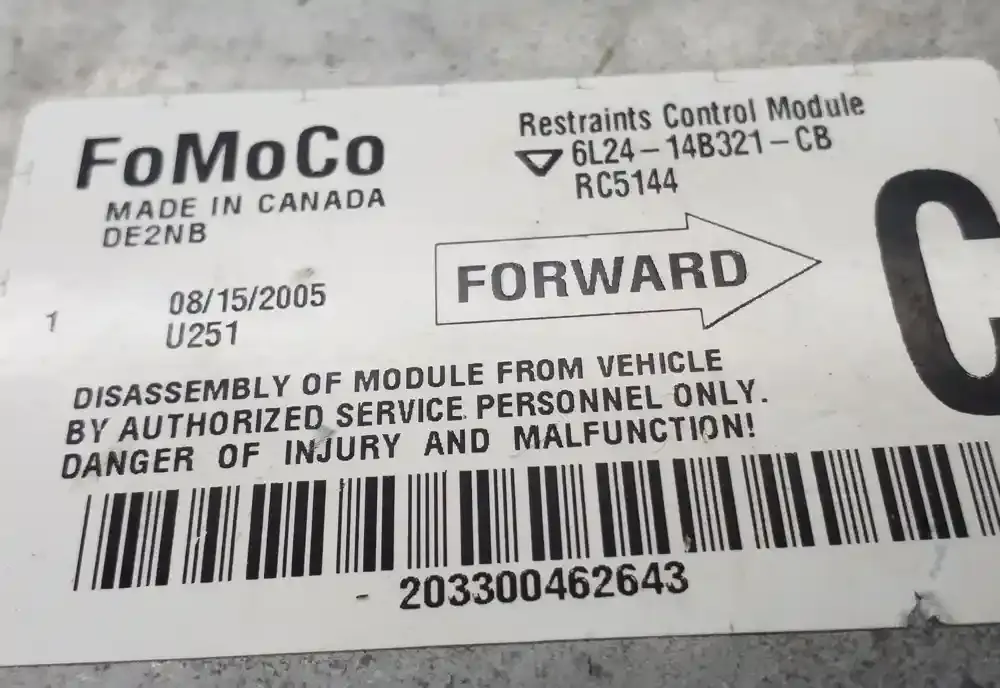 FoMoCo
MADE IN CANADA
DE2NB
Restraints Control Module
6L24-14B321-CB
RC5144
FORWARD
C
1
08/15/2005
U251
DISASSEMBLY OF MODULE FROM VEHICLE
BY AUTHORIZED SERVICE PERSONNEL ONLY.
DANGER OF INJURY AND MALFUNCTION!
- 203300462643